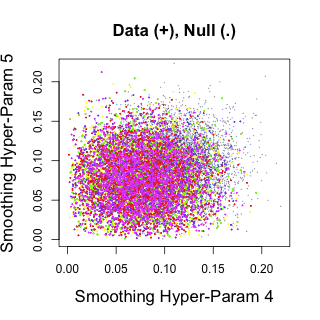 Data (+), Null (.)
Smoothing Hyper-Param 5
0.20
0.15
0.10
0.05
0.00
0.00 0.05 0.10 0.15 0.20
Smoothing Hyper-Param 4